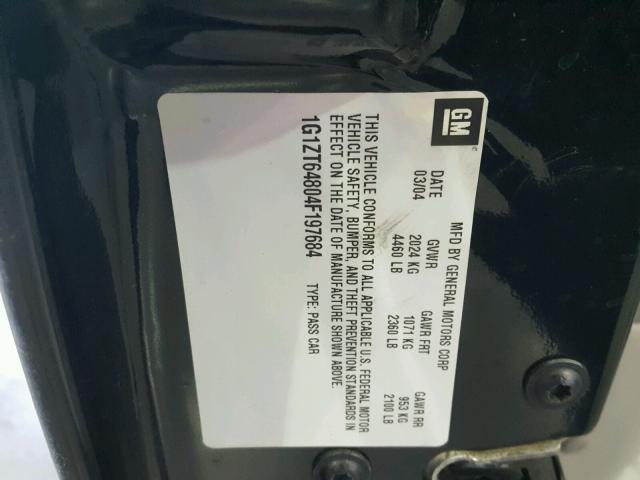 GM
MFD BY GENERAL MOTORS CORP
DATE GVWR GAWR FRT GAWR RR
03/04 2024 KG 1071 KG 953 KG
4460 LB 2360 LB 2100 LB
THIS VEHICLE CONFORMS TO ALL APPLICABLE U.S. FEDERAL MOTOR
VEHICLE SAFETY, BUMPER, AND THEFT PREVENTION STANDARDS IN
EFFECT ON THE DATE OF MANUFACTURE SHOWN ABOVE.
1G1ZT64804F197684 TYPE: PASS CAR